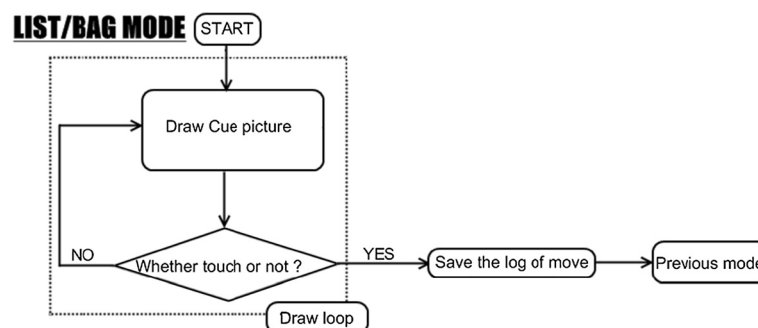 LIST/BAG MODE
START
Draw Cue picture
NO
Whether touch or not ?
YES
Save the log of move
Previous mode
Draw loop